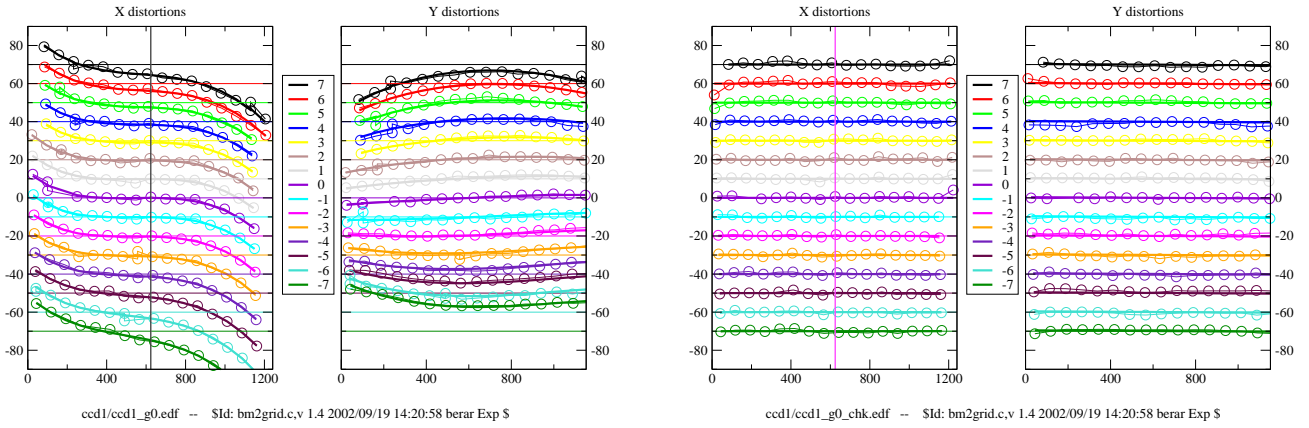 X distortions Y distortions X distortions Y distortions
80 80 80 80
60 60 60 60
40 40 40 40
20 20 20 20
0 0 0 0
-20 -20 -20 -20
-40 -40 -40 -40
-60 -60 -60 -60
-80 -80 -80 -80
7
6
5
4
3
2
1
0
-1
-2
-3
-4
-5
-6
-7
7
6
5
4
3
2
1
0
-1
-2
-3
-4
-5
-6
-7
0 400 800 1200 0 400 800 0 400 800 1200 0 400 800
ccd1/ccd1_g0.edf -- $Id: bm2grid.c,v 1.4 2002/09/19 14:20:58 berar Exp $
ccd1/ccd1_g0_chk.edf -- $Id: bm2grid.c,v 1.4 2002/09/19 14:20:58 berar Exp $